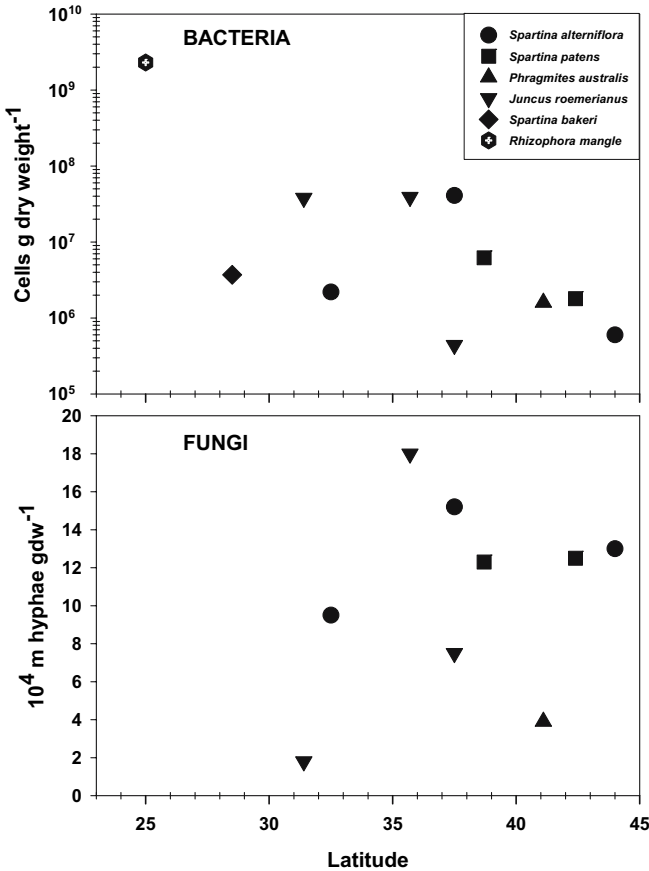 BACTERIA
Spartina alterniflora
Spartina patens
Phragmites australis
Juncus roemerianus
Spartina bakeri
Rhizophora mangle
Cells g dry weight-1
10^10
10^9
10^8
10^7
10^6
10^5
FUNGI
10^4 m hyphae gdw-1
20
18
16
14
12
10
8
6
4
2
0
25 30 35 40 45
Latitude